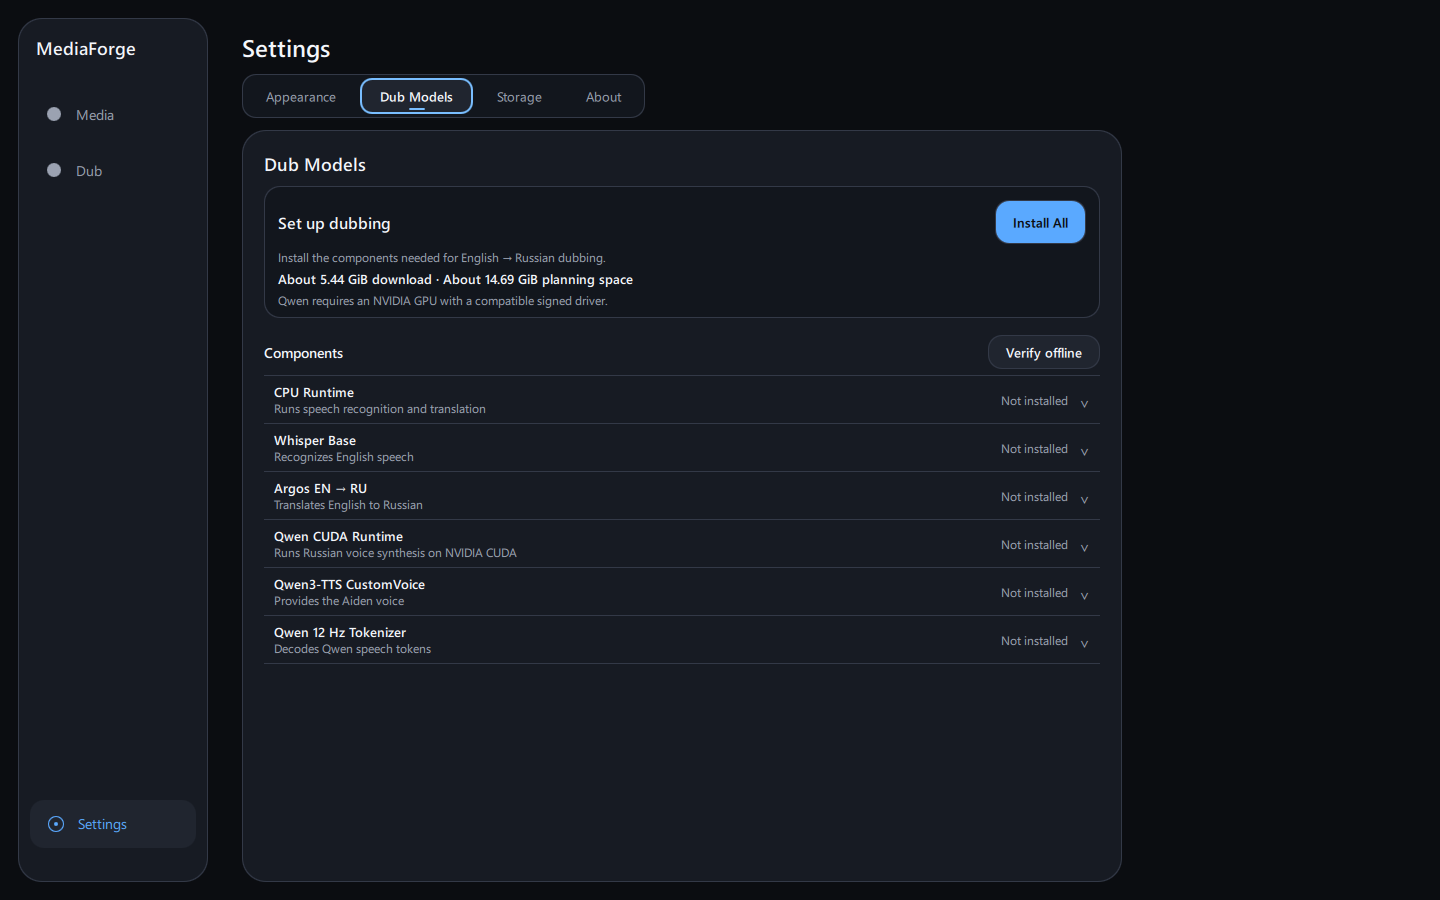 MediaForge
Media
Dub
Settings
Settings
Appearance
Dub Models
Storage
About
Dub Models
Set up dubbing
Install All
Install the components needed for English → Russian dubbing.
About 5.44 GiB download · About 14.69 GiB planning space
Qwen requires an NVIDIA GPU with a compatible signed driver.
Components
Verify offline
CPU Runtime
Runs speech recognition and translation
Not installed
Whisper Base
Recognizes English speech
Not installed
Argos EN → RU
Translates English to Russian
Not installed
Qwen CUDA Runtime
Runs Russian voice synthesis on NVIDIA CUDA
Not installed
Qwen3-TTS CustomVoice
Provides the Aiden voice
Not installed
Qwen 12 Hz Tokenizer
Decodes Qwen speech tokens
Not installed